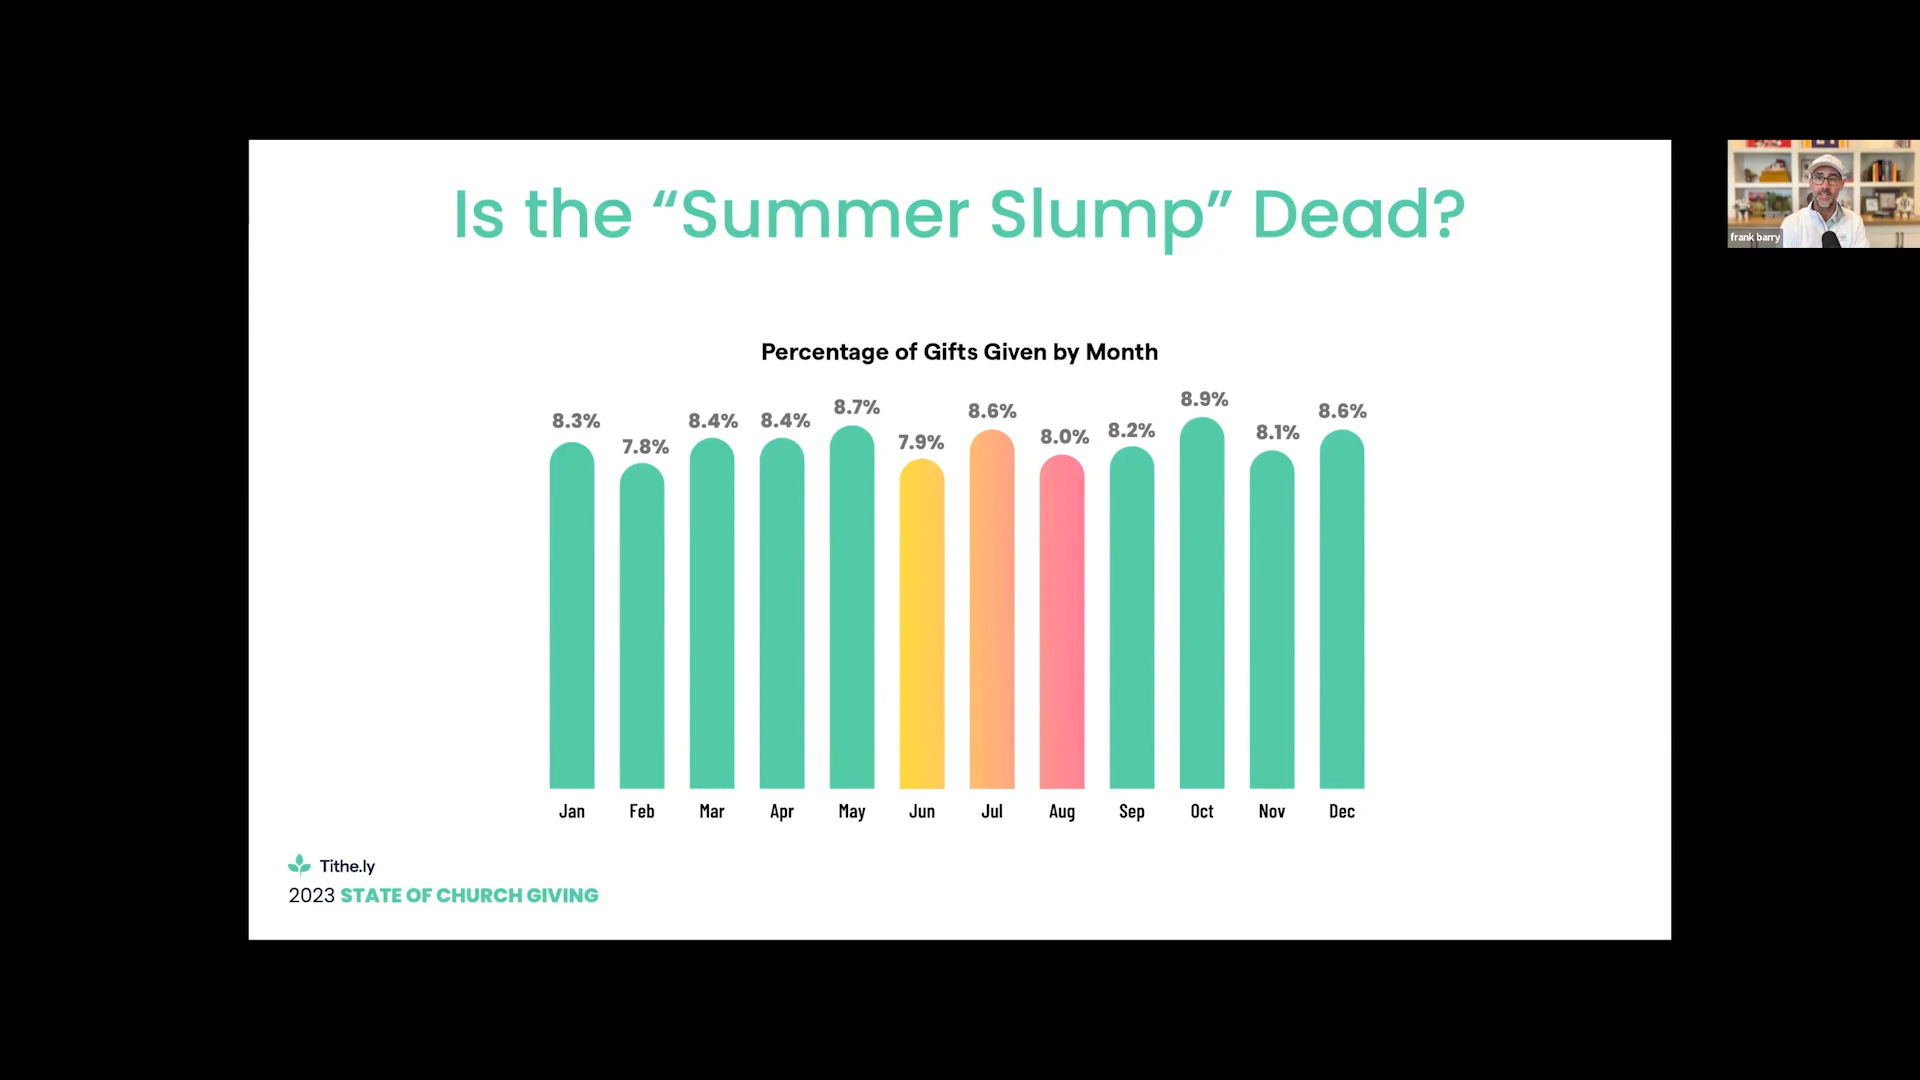 Is the “Summer Slump” Dead?
frank barry
Percentage of Gifts Given by Month
8.3%
7.8%
8.4%
8.4%
8.7%
7.9%
8.6%
8.0%
8.2%
8.9%
8.1%
8.6%
Jan
Feb
Mar
Apr
May
Jun
Jul
Aug
Sep
Oct
Nov
Dec
Tithe.ly
2023 STATE OF CHURCH GIVING